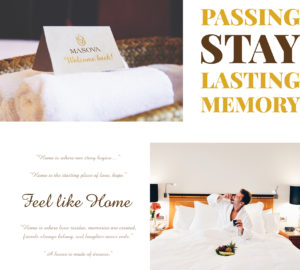 MASOVA
Welcome back!
PASSING
STAY
LASTING
MEMORY
"Home is where our story begins..."
"Home is the starting place of love, hope."
Feel like Home
"Home is where love resides, memories are created,
friends always belong, and laughter never ends."
"A house is made of dreams."